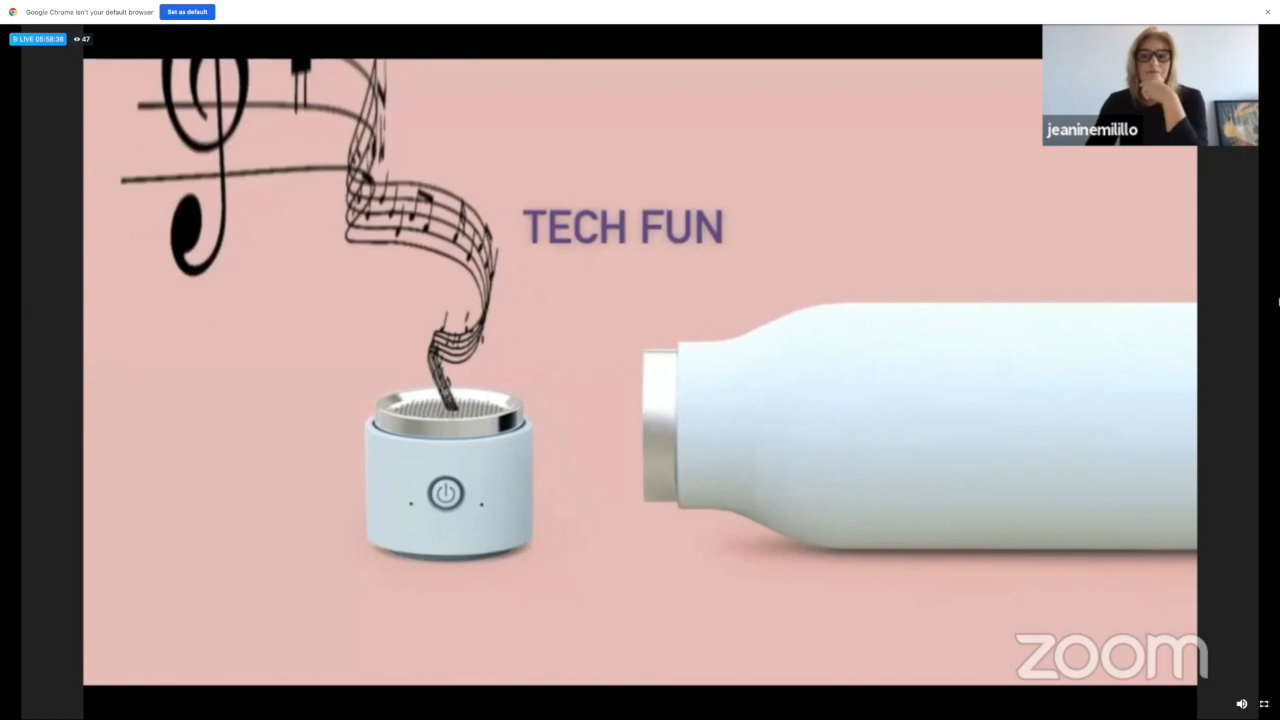 Google Chrome isn't your default browser
Set as default
LIVE 05:58:36
47
jeaninemilillo
TECH FUN
zoom